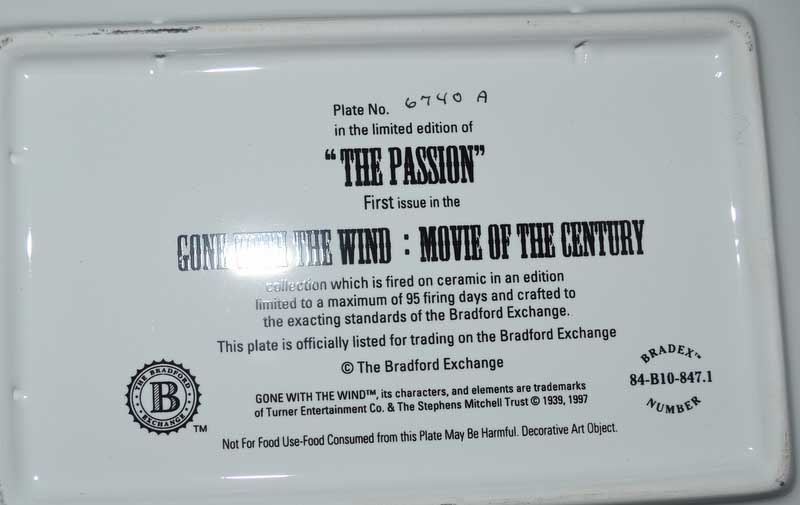 Plate No. 6740 A
in the limited edition of
“THE PASSION”
First issue in the
GONE WITH THE WIND : MOVIE OF THE CENTURY
collection which is fired on ceramic in an edition
limited to a maximum of 95 firing days and crafted to
the exacting standards of the Bradford Exchange.
This plate is officially listed for trading on the Bradford Exchange
© The Bradford Exchange
GONE WITH THE WIND™, its characters, and elements are trademarks
of Turner Entertainment Co. & The Stephens Mitchell Trust © 1939, 1997
Not For Food Use-Food Consumed from this Plate May Be Harmful. Decorative Art Object.
THE BRADFORD
B
EXCHANGE
TM
BRADEX™
84-B10-847.1
NUMBER